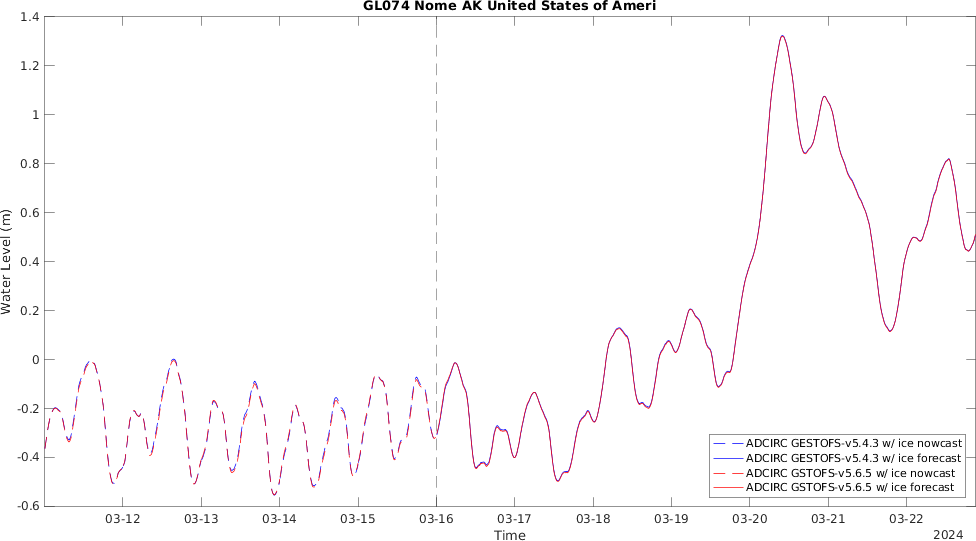 GL074 Nome AK United States of Ameri
1.4
1.2
1
0.8
0.6
0.4
0.2
0
-0.2
-0.4
-0.6
Water Level (m)
ADCIRC GESTOFS-v5.4.3 w/ ice nowcast
ADCIRC GESTOFS-v5.4.3 w/ ice forecast
ADCIRC GSTOFS-v5.6.5 w/ ice nowcast
ADCIRC GSTOFS-v5.6.5 w/ ice forecast
03-12 03-13 03-14 03-15 03-16 03-17 03-18 03-19 03-20 03-21 03-22
Time
2024